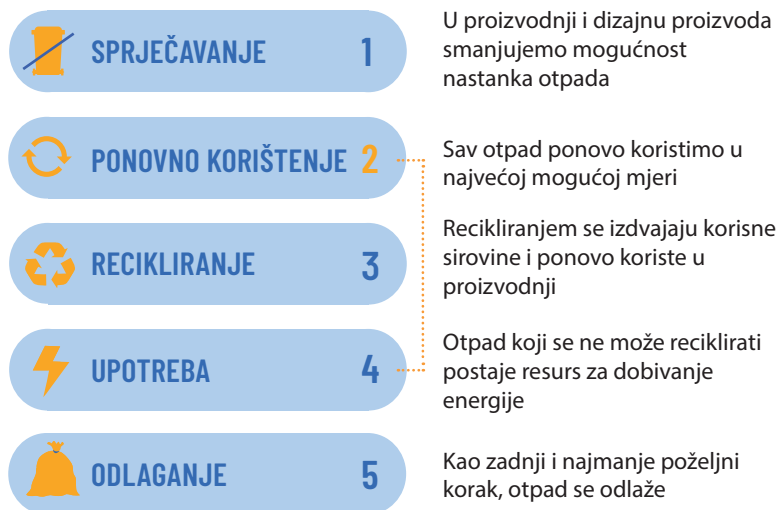 SPRJEČAVANJE 1
U proizvodnji i dizajnu proizvoda
smanjujemo mogućnost
nastanka otpada
PONOVNO KORIŠTENJE 2
Sav otpad ponovo koristimo u
najvećoj mogućoj mjeri
RECIKLIRANJE 3
Recikliranjem se izdvajaju korisne
sirovine i ponovo koriste u
proizvodnji
UPOTREBA 4
Otpad koji se ne može reciklirati
postaje resurs za dobivanje
energije
ODLAGANJE 5
Kao zadnji i najmanje poželjni
korak, otpad se odlaže